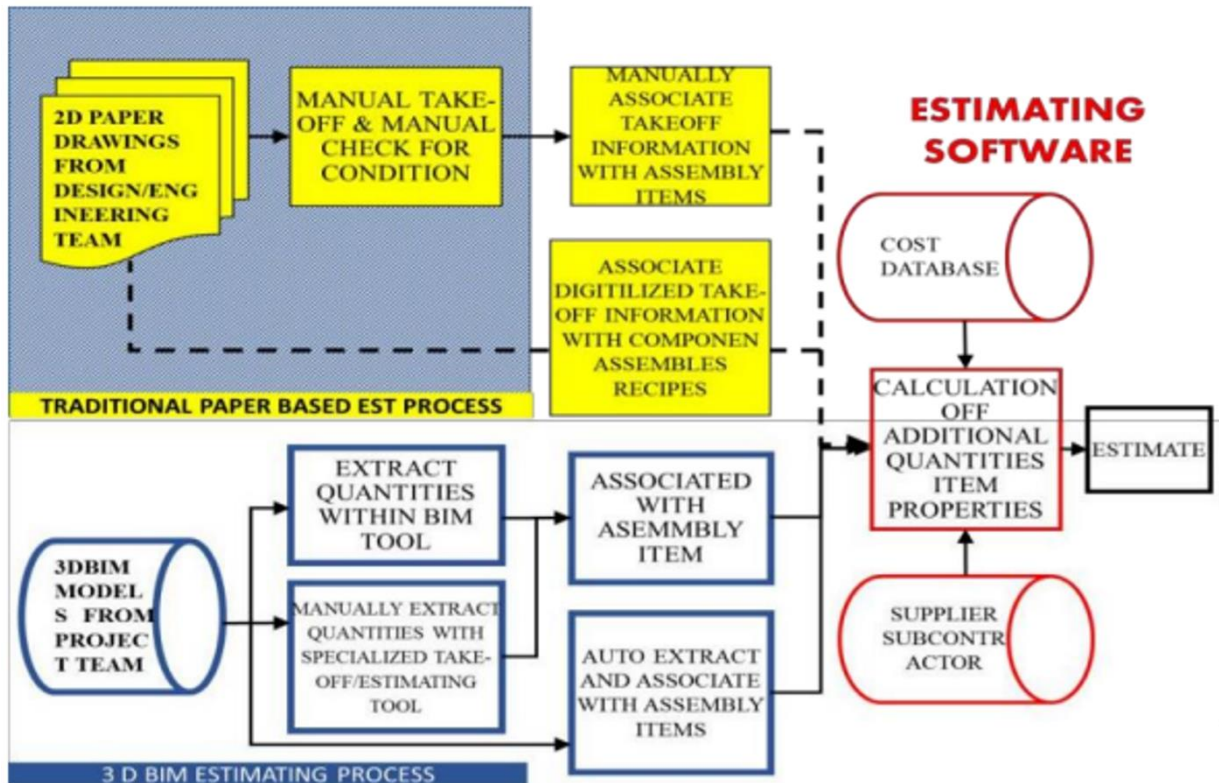 2D PAPER
DRAWINGS
FROM
DESIGN/ENG
INEERING
TEAM
MANUAL TAKE-
OFF & MANUAL
CHECK FOR
CONDITION
MANUALLY
ASSOCIATE
TAKEOFF
INFORMATION
WITH ASSEMBLY
ITEMS
ASSOCIATE
DIGITILIZED TAKE-
OFF INFORMATION
WITH COMPONEN
ASSEMBLES
RECIPES
TRADITIONAL PAPER BASED EST PROCESS
ESTIMATING
SOFTWARE
COST
DATABASE
CALCULATION
OFF
ADDITIONAL
QUANTITIES
ITEM
PROPERTIES
ESTIMATE
SUPPLIER
SUBCONTR
ACTOR
3DBIM
MODEL
S FROM
PROJEC
T TEAM
EXTRACT
QUANTITIES
WITHIN BIM
TOOL
MANUALLY EXTRACT
QUANTITIES WITH
SPECIALIZED TAKE-
OFF/ESTIMATING
TOOL
ASSOCIATED
WITH
ASEMMBLY
ITEM
AUTO EXTRACT
AND ASSOCIATE
WITH ASSEMBLY
ITEMS
3 D BIM ESTIMATING PROCESS